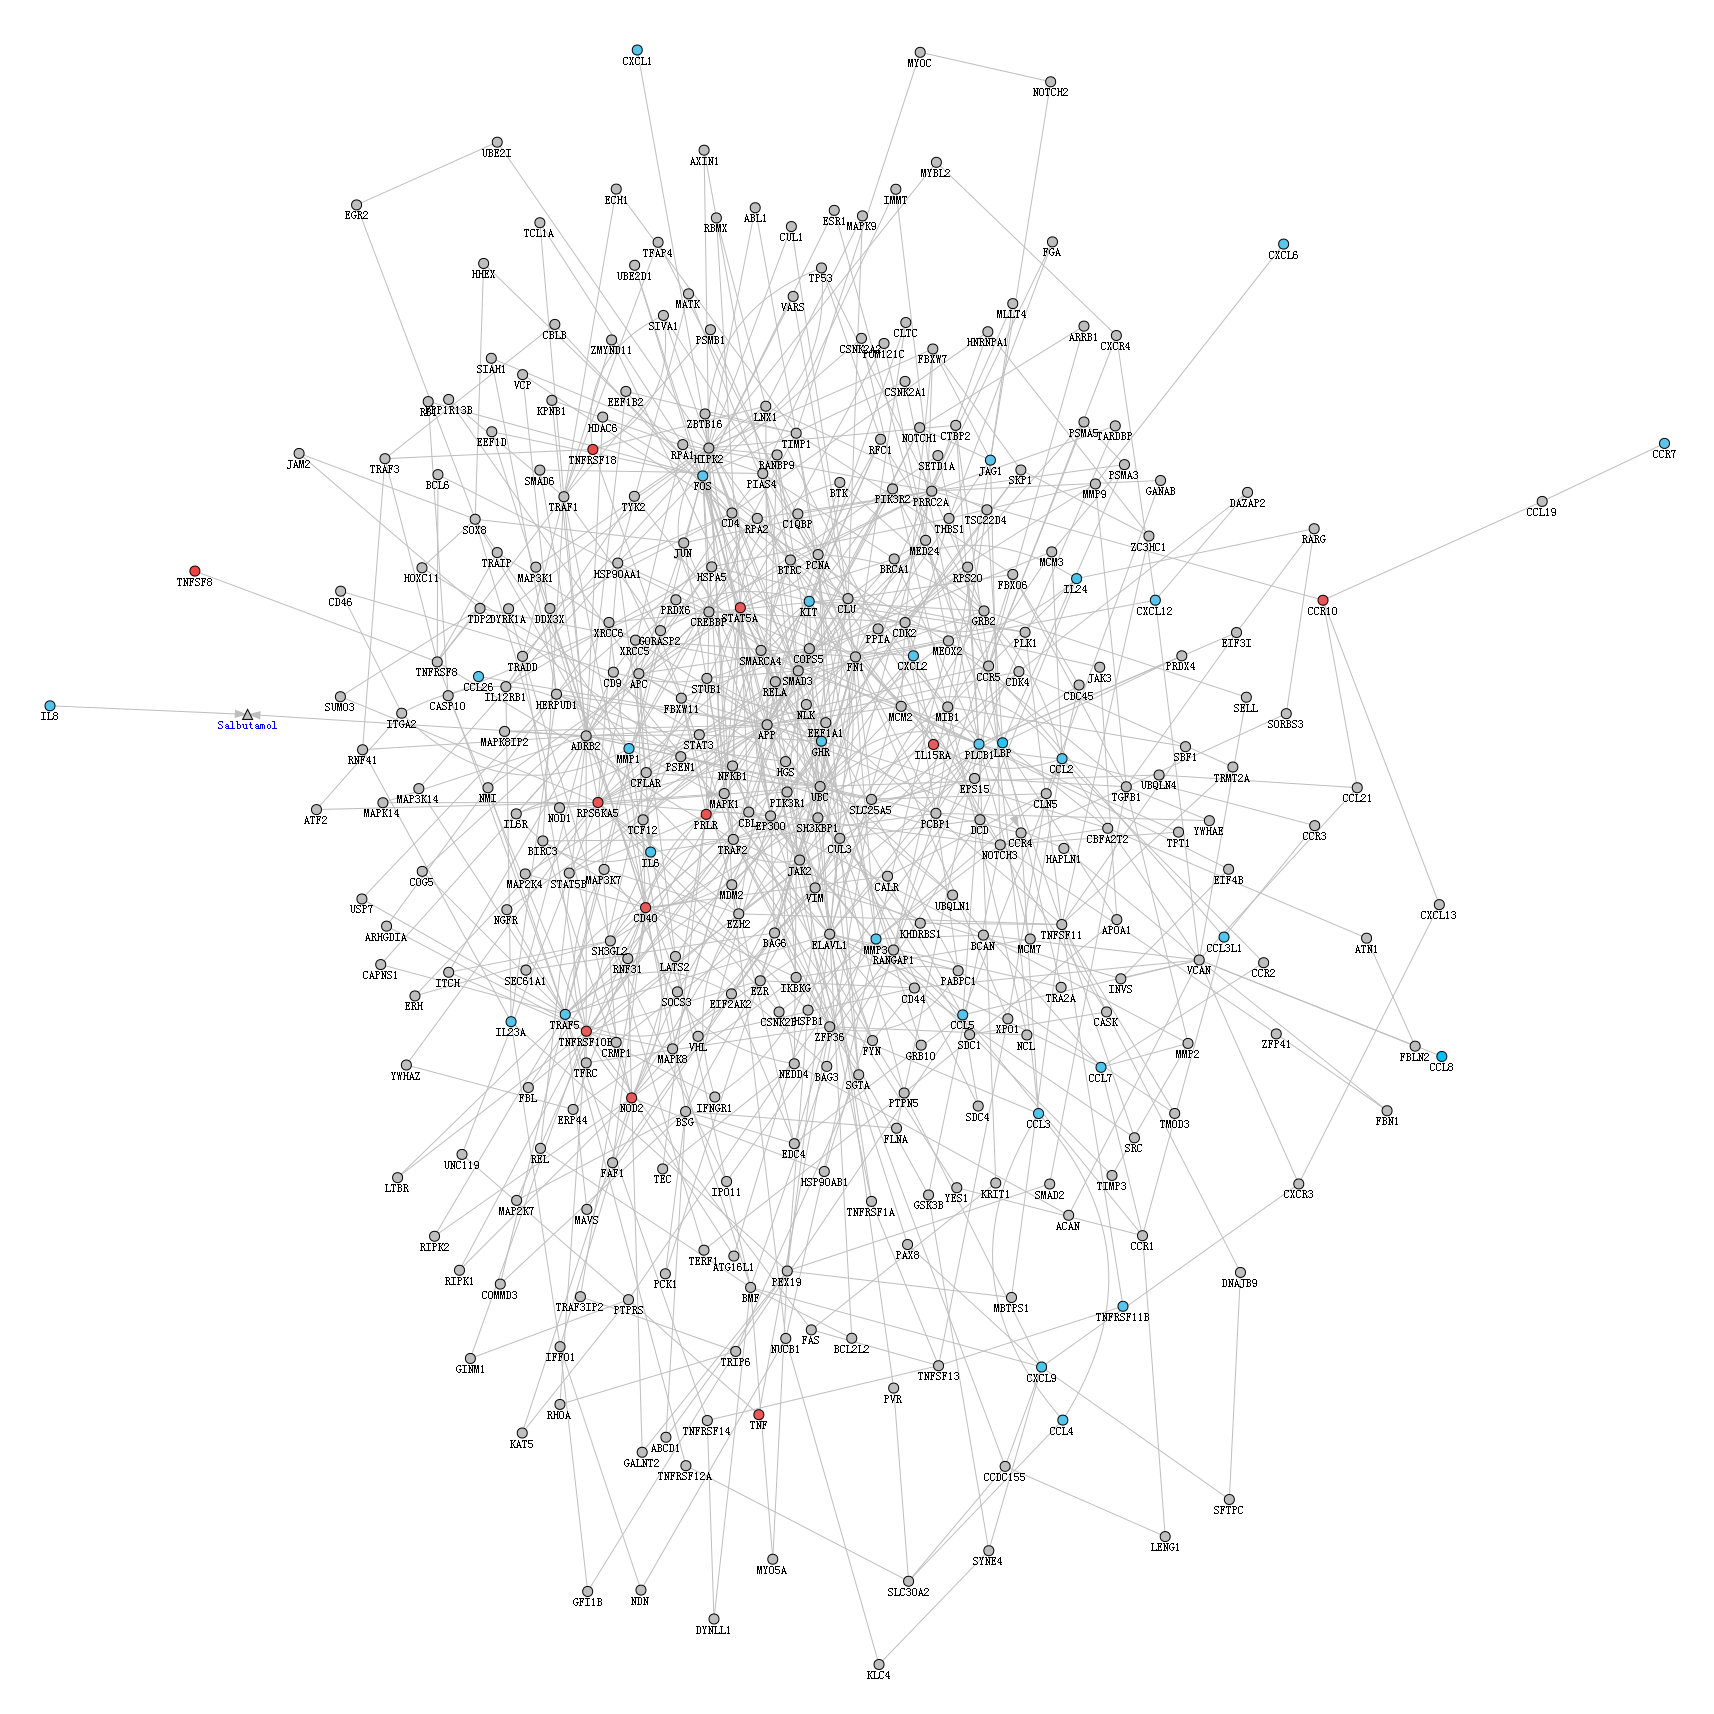 CXCL1
MYOC
NOTCH2
UBE2I
AXIN1
MYBL2
ECH1
IMMT
EGR2
TCL1A
RBMX
ABL1
CUL1
ESR1
MAPK9
TFAP4
FGA
CXCL6
HHEX
UBE2D1
TP53
MATK
VARS
MLLT4
CBLB
SIVA1
PSMB1
CLTC
HNRNPA1
ARRB1
CXCR4
ZMYND11
CSNK2A2
POM121C
FBXW7
SIAH1
VCP
CSNK2A1
KPNB1
EEF1B2
PPP1R13B
HDAC6
ZBTB16
LNX1
EEF1D
TIMP1
NOTCH1
CTBP2
PSMA5
TARDBP
JAM2
TRAF3
TNFRSF18
RPA1
HIPK2
RANBP9
RFC1
SETD1A
JAG1
SKP1
PSMA3
CCR7
BCL6
SMAD6
FOS
PIAS4
BTK
PIK3R2
PRRC2A
MMP9
GANAB
TRAF1
TYK2
DAZAP2
CCL19
SOX8
CD4
RPA2
C1QBP
THBS1
TSC22D4
RARG
TRAIP
JUN
MED24
ZC3HC1
TNFSF8
HOXC11
MAP3K1
HSP90AA1
HSPA5
BTRC
PCNA
BRCA1
RPS20
FBXO6
MCM3
IL24
CD46
TDP2
DYRK1A
DDX3X
PRDX6
CREBBP
STAT5A
KIT
CLU
GRB2
CXCL12
CCR10
XRCC6
XRCC5
GORASP2
PPIA
CDK2
MEOX2
PLK1
EIF3I
TNFRSF8
TRADD
SMARCA4
COPS5
FN1
CXCL2
CCR5
PRDX4
CCL26
IL12RB1
CD9
APC
STUB1
RELA
SMAD3
CDK4
JAK3
CDC45
SUMO3
CASP10
HERPUD1
FBXW11
NLK
MCM2
MIB1
SELL
SORBS3
IL8
Salbutamol
ITGA2
MAPK8IP2
ADRB2
MMP1
STAT3
APP
EEF1A1
GHR
IL15RA
PLCB1
LBP
CCL2
SBF1
RNF41
PSEN1
NFKB1
HGS
TRMT2A
UBQLN4
MAP3K14
NMI
CFLAR
MAPK1
PIK3R1
UBC
SLC25A5
EPS15
CLN5
TGFB1
CCL21
ATF2
MAPK14
IL6R
NOD1
RPS6KA5
TCF12
PRLR
CBL
EP300
SH3KBP1
PCBP1
DCD
CCR4
CBFA2T2
YWHAE
TPT1
CCR3
BIRC3
IL6
TRAF2
CUL3
NOTCH3
HAPLN1
COG5
MAP2K4
STAT5B
MAP3K7
JAK2
CALR
EIF4B
USP7
NGFR
CD40
MDM2
EZH2
VIM
UBQLN1
CXCL13
ARHGDIA
SH3GL2
BAG6
ELAVL1
MMP3
KHDRBS1
BCAN
MCM7
TNFSF11
APOA1
CCL3L1
ATN1
CAPNS1
ITCH
SEC61A1
RNF31
LATS2
IKBKG
RANGAP1
PABPC1
INVS
VCAN
CCR2
ERH
SOCS3
EIF2AK2
EZR
CD44
TRA2A
IL23A
TRAF5
TNFRSF10B
CSNK2B
HSPB1
ZFP36
CCL5
XPO1
CASK
CRMP1
MAPK8
VHL
FYN
GRB10
SDC1
NCL
MMP2
ZFP41
FBLN2
CCL8
YWHAZ
TFRC
NEDD4
BAG3
SGTA
CCL7
FBL
ERP44
NOD2
BSG
IFNGR1
PTPN5
SDC4
CCL3
TMOD3
FBN1
UNC119
REL
FAF1
TEC
EDC4
FLNA
SRC
LTBR
IPO11
HSP90AB1
TIMP3
MAP2K7
MAVS
TNFRSF1A
GSK3B
YES1
KRIT1
SMAD2
CXCR3
ACAN
RIPK2
TERF1
ATG16L1
PAX8
CCR1
RIPK1
COMMD3
PCK1
PEX19
DNAJB9
TRAF3IP2
PTPRS
BMF
MBTPS1
TNFRSF11B
IFFO1
TRIP6
NUCB1
FAS
BCL2L2
GINM1
TNFSF13
CXCL9
RHOA
PVR
KAT5
TNFRSF14
TNF
CCL4
GALNT2
ABCD1
TNFRSF12A
CCDC155
SFTPC
LENG1
SYNE4
MYO5A
GFI1B
NDN
SLC30A2
DYNLL1
KLC4